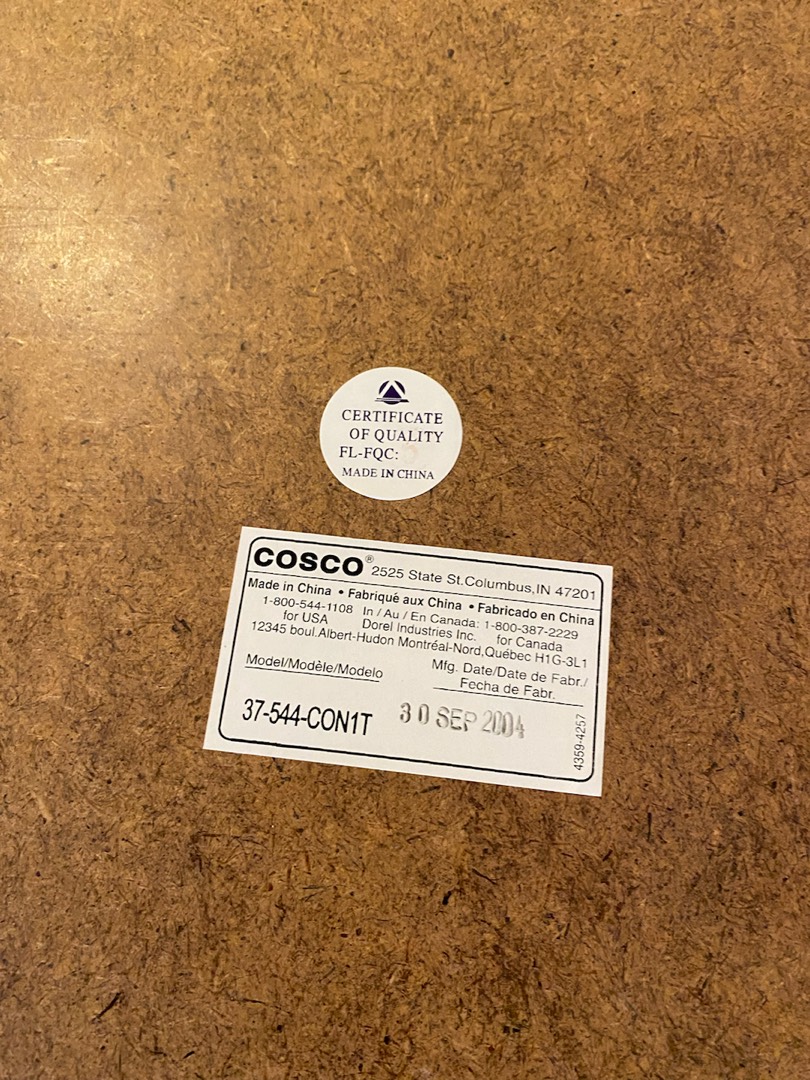 CERTIFICATE
OF QUALITY
FL-FQC:
MADE IN CHINA
COSCO® 2525 State St.Columbus,IN 47201
Made in China • Fabriqué aux China • Fabricado en China
1-800-544-1108 In / Au / En Canada: 1-800-387-2229
for USA Dorel Industries Inc. for Canada
12345 boul.Albert-Hudon Montréal-Nord,Québec H1G-3L1
Model/Modèle/Modelo Mfg. Date/Date de Fabr./
Fecha de Fabr.
37-544-CON1T 30 SEP 2004
4359-4257